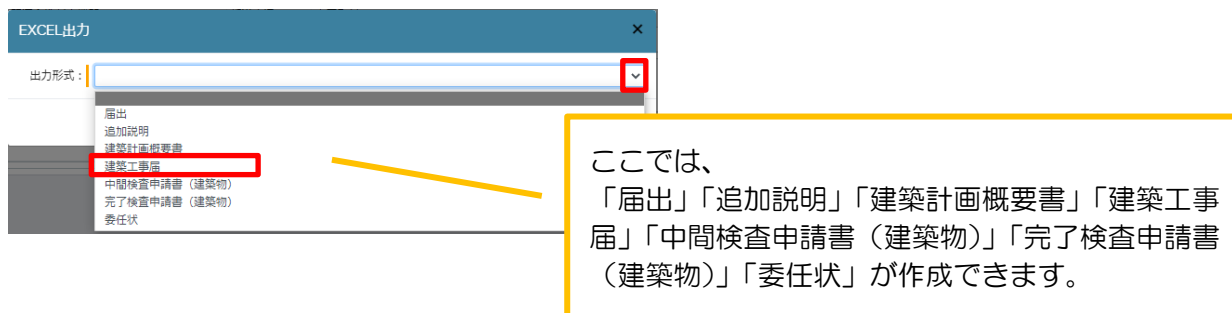 EXCEL出力
×
出力形式：
届出
追加説明
建築計画概要書
建築工事届
中間検査申請書（建築物）
完了検査申請書（建築物）
委任状
ここでは、
「届出」「追加説明」「建築計画概要書」「建築工事
届」「中間検査申請書（建築物）」「完了検査申請書
（建築物）」「委任状」が作成できます。